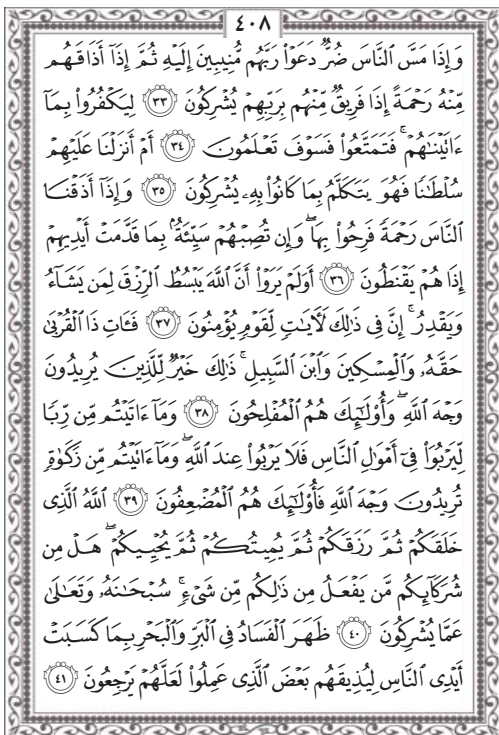 ٤٠٨
وَإِذَا مَسَّ ٱلنَّاسَ ضُرٌّ دَعَوْا۟ رَبَّهُم مُّنِيبِينَ إِلَيْهِ ثُمَّ إِذَآ أَذَاقَهُم
مِّنْهُ رَحْمَةً إِذَا فَرِيقٌ مِّنْهُم بِرَبِّهِمْ يُشْرِكُونَ ٣٣ لِيَكْفُرُوا۟ بِمَآ
ءَاتَيْنَٰهُمْ ۚ فَتَمَتَّعُوا۟ فَسَوْفَ تَعْلَمُونَ ٣٤ أَمْ أَنزَلْنَا عَلَيْهِمْ
سُلْطَٰنًا فَهُوَ يَتَكَلَّمُ بِمَا كَانُوا۟ بِهِۦ يُشْرِكُونَ ٣٥ وَإِذَآ أَذَقْنَا
ٱلنَّاسَ رَحْمَةً فَرِحُوا۟ بِهَا ۖ وَإِن تُصِبْهُمْ سَيِّئَةٌۢ بِمَا قَدَّمَتْ أَيْدِيهِمْ
إِذَا هُمْ يَقْنَطُونَ ٣٦ أَوَلَمْ يَرَوْا۟ أَنَّ ٱللَّهَ يَبْسُطُ ٱلرِّزْقَ لِمَن يَشَآءُ
وَيَقْدِرُ ۚ إِنَّ فِى ذَٰلِكَ لَءَايَٰتٍ لِّقَوْمٍ يُؤْمِنُونَ ٣٧ فَـَٔاتِ ذَا ٱلْقُرْبَىٰ
حَقَّهُۥ وَٱلْمِسْكِينَ وَٱبْنَ ٱلسَّبِيلِ ۚ ذَٰلِكَ خَيْرٌ لِّلَّذِينَ يُرِيدُونَ
وَجْهَ ٱللَّهِ ۖ وَأُو۟لَٰٓئِكَ هُمُ ٱلْمُفْلِحُونَ ٣٨ وَمَآ ءَاتَيْتُم مِّن رِّبًا
لِّيَرْبُوَا۟ فِىٓ أَمْوَٰلِ ٱلنَّاسِ فَلَا يَرْبُوا۟ عِندَ ٱللَّهِ ۖ وَمَآ ءَاتَيْتُم مِّن زَكَوٰةٍ
تُرِيدُونَ وَجْهَ ٱللَّهِ فَأُو۟لَٰٓئِكَ هُمُ ٱلْمُضْعِفُونَ ٣٩ ٱللَّهُ ٱلَّذِى
خَلَقَكُمْ ثُمَّ رَزَقَكُمْ ثُمَّ يُمِيتُكُمْ ثُمَّ يُحْيِيكُمْ ۖ هَلْ مِن
شُرَكَآئِكُم مَّن يَفْعَلُ مِن ذَٰلِكُم مِّن شَىْءٍ ۚ سُبْحَٰنَهُۥ وَتَعَٰلَىٰ
عَمَّا يُشْرِكُونَ ٤٠ ظَهَرَ ٱلْفَسَادُ فِى ٱلْبَرِّ وَٱلْبَحْرِ بِمَا كَسَبَتْ
أَيْدِى ٱلنَّاسِ لِيُذِيقَهُم بَعْضَ ٱلَّذِى عَمِلُوا۟ لَعَلَّهُمْ يَرْجِعُونَ ٤١